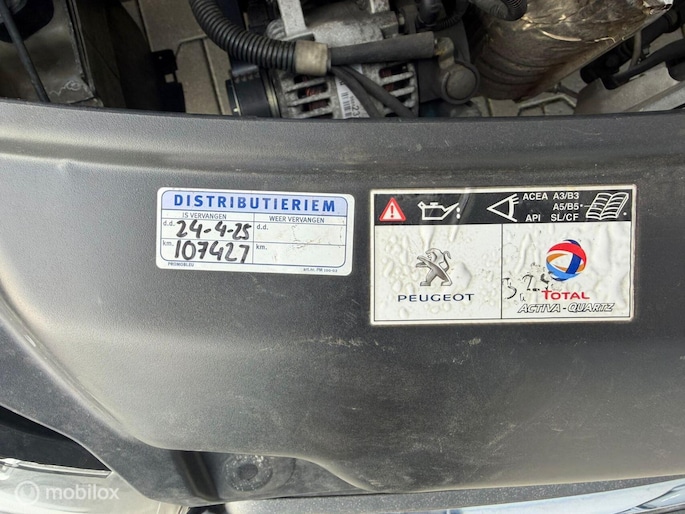 DISTRIBUTIERIEM
IS VERVANGEN
WEER VERVANGEN
d.d. 24-4-25
d.d.
km. 107427
km.
PROMOBLEU
ACEA A3/B3
A5/B5*
API SL/CF
PEUGEOT
TOTAL
ACTIVA-QUARTZ
mobilox